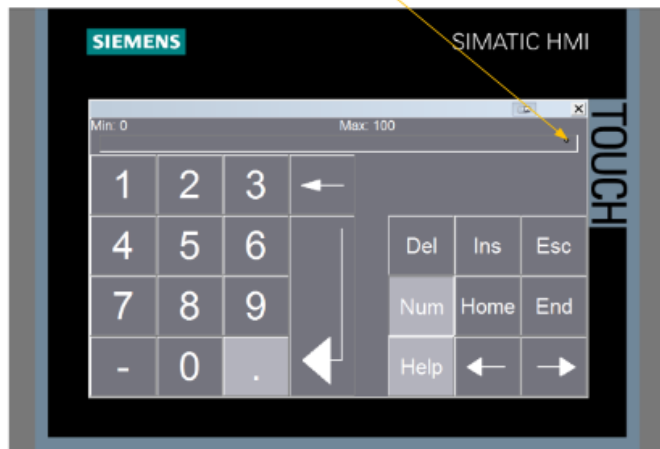 SIEMENS
SIMATIC HMI
TOUCH
Min: 0 Max: 100
1 2 3
4 5 6 Del Ins Esc
7 8 9 Num Home End
- 0 . Help